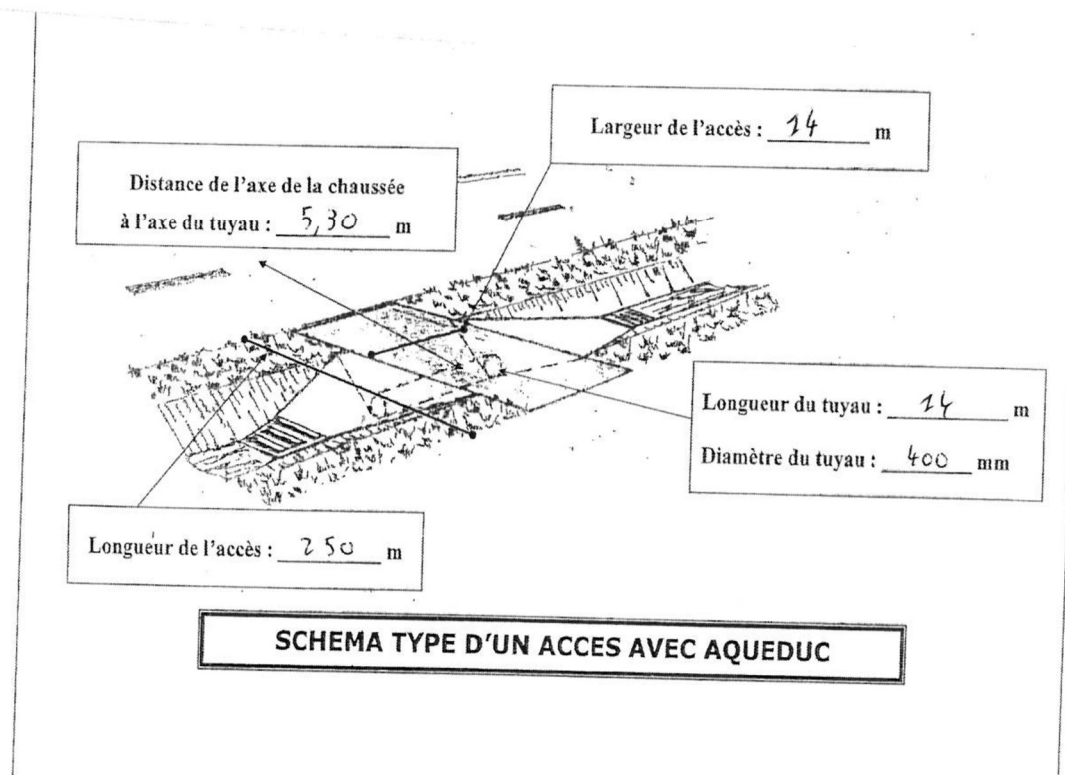 Largeur de l'accès : 14 m
Distance de l'axe de la chaussée
à l'axe du tuyau : 5,30 m
Longueur du tuyau : 14 m
Diamètre du tuyau : 400 mm
Longueur de l'accès : 250 m
SCHEMA TYPE D'UN ACCES AVEC AQUEDUC